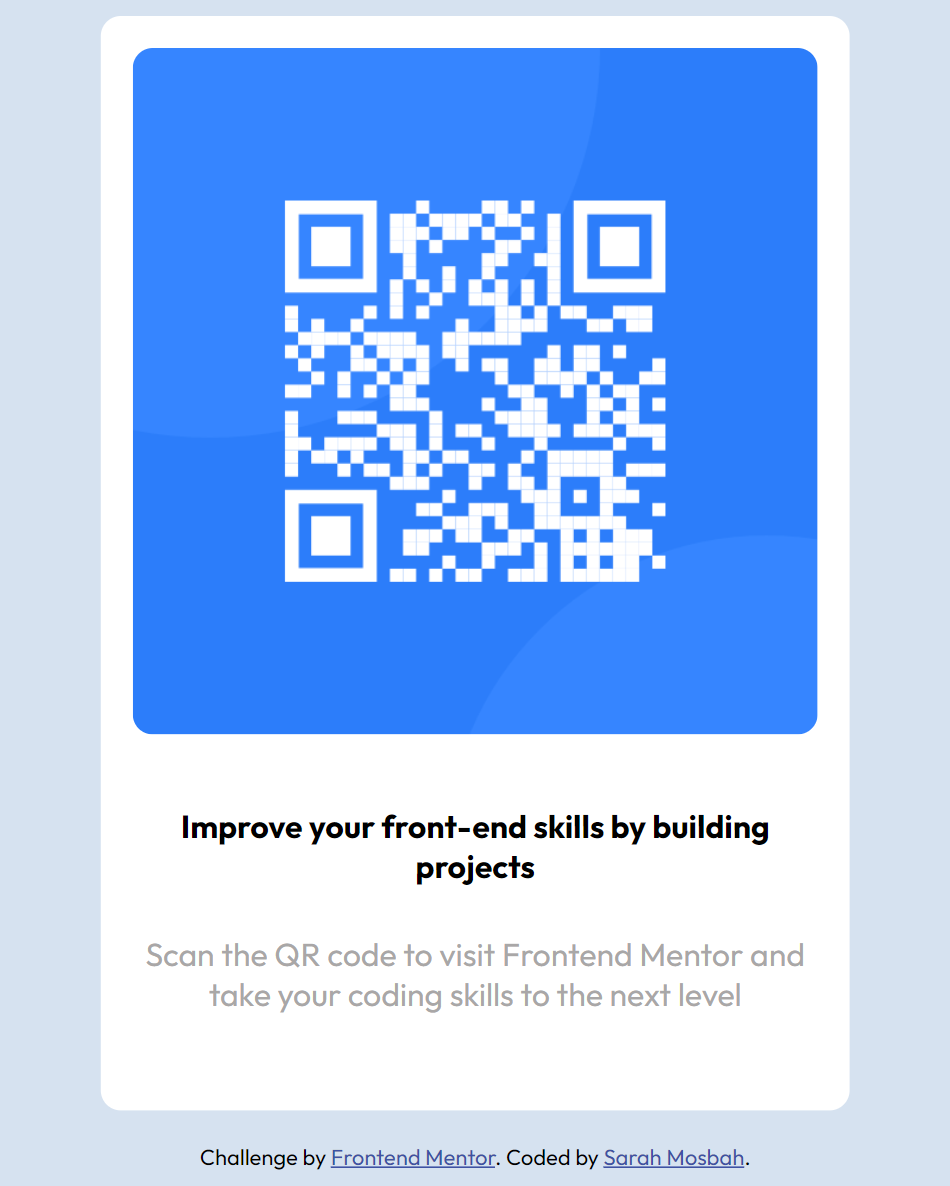 Improve your front-end skills by building
projects
Scan the QR code to visit Frontend Mentor and
take your coding skills to the next level
Challenge by Frontend Mentor. Coded by Sarah Mosbah.